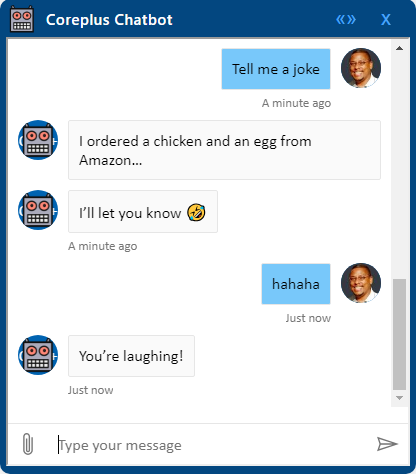 Coreplus Chatbot
«» X
Tell me a joke
A minute ago
I ordered a chicken and an egg from
Amazon...
I’ll let you know 🤣
A minute ago
hahaha
Just now
You’re laughing!
Just now
Type your message